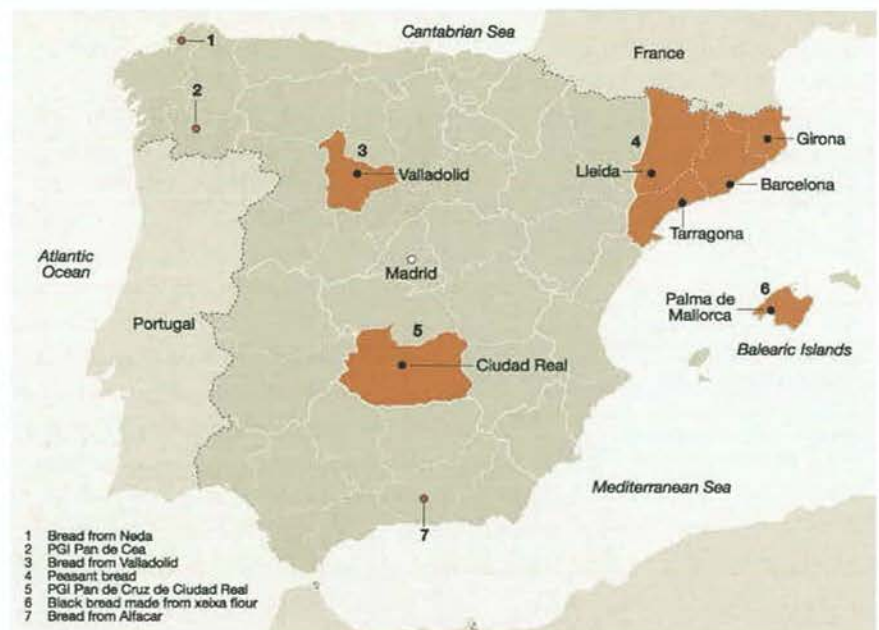 Cantabrian Sea
1
France
2
3
Valladolid
4
Lleida
Girona
Barcelona
Tarragona
Atlantic
Ocean
Madrid
6
Palma de
Mallorca
Portugal
5
Balearic Islands
Ciudad Real
Mediterranean Sea
7
1 Bread from Neda
2 PGI Pan de Cea
3 Bread from Valladolid
4 Peasant bread
5 PGI Pan de Cruz de Ciudad Real
6 Black bread made from xeixa flour
7 Bread from Alfacar